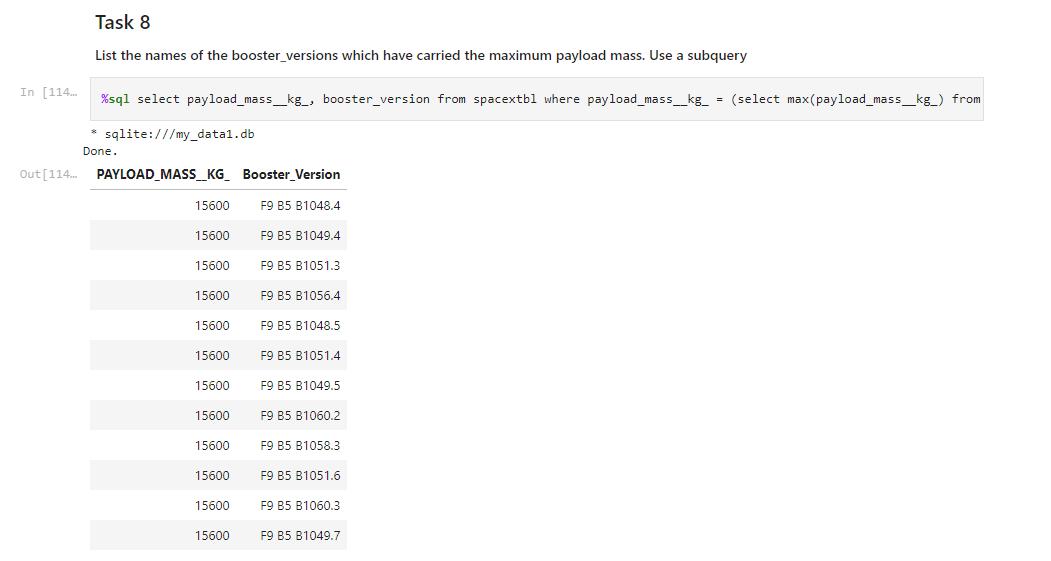 Task 8
List the names of the booster_versions which have carried the maximum payload mass. Use a subquery
In [114…
%sql select payload_mass__kg_, booster_version from spacextbl where payload_mass__kg_ = (select max(payload_mass__kg_) from
* sqlite:///my_data1.db
Done.
Out[114…
PAYLOAD_MASS__KG_ Booster_Version
15600 F9 B5 B1048.4
15600 F9 B5 B1049.4
15600 F9 B5 B1051.3
15600 F9 B5 B1056.4
15600 F9 B5 B1048.5
15600 F9 B5 B1051.4
15600 F9 B5 B1049.5
15600 F9 B5 B1060.2
15600 F9 B5 B1058.3
15600 F9 B5 B1051.6
15600 F9 B5 B1060.3
15600 F9 B5 B1049.7